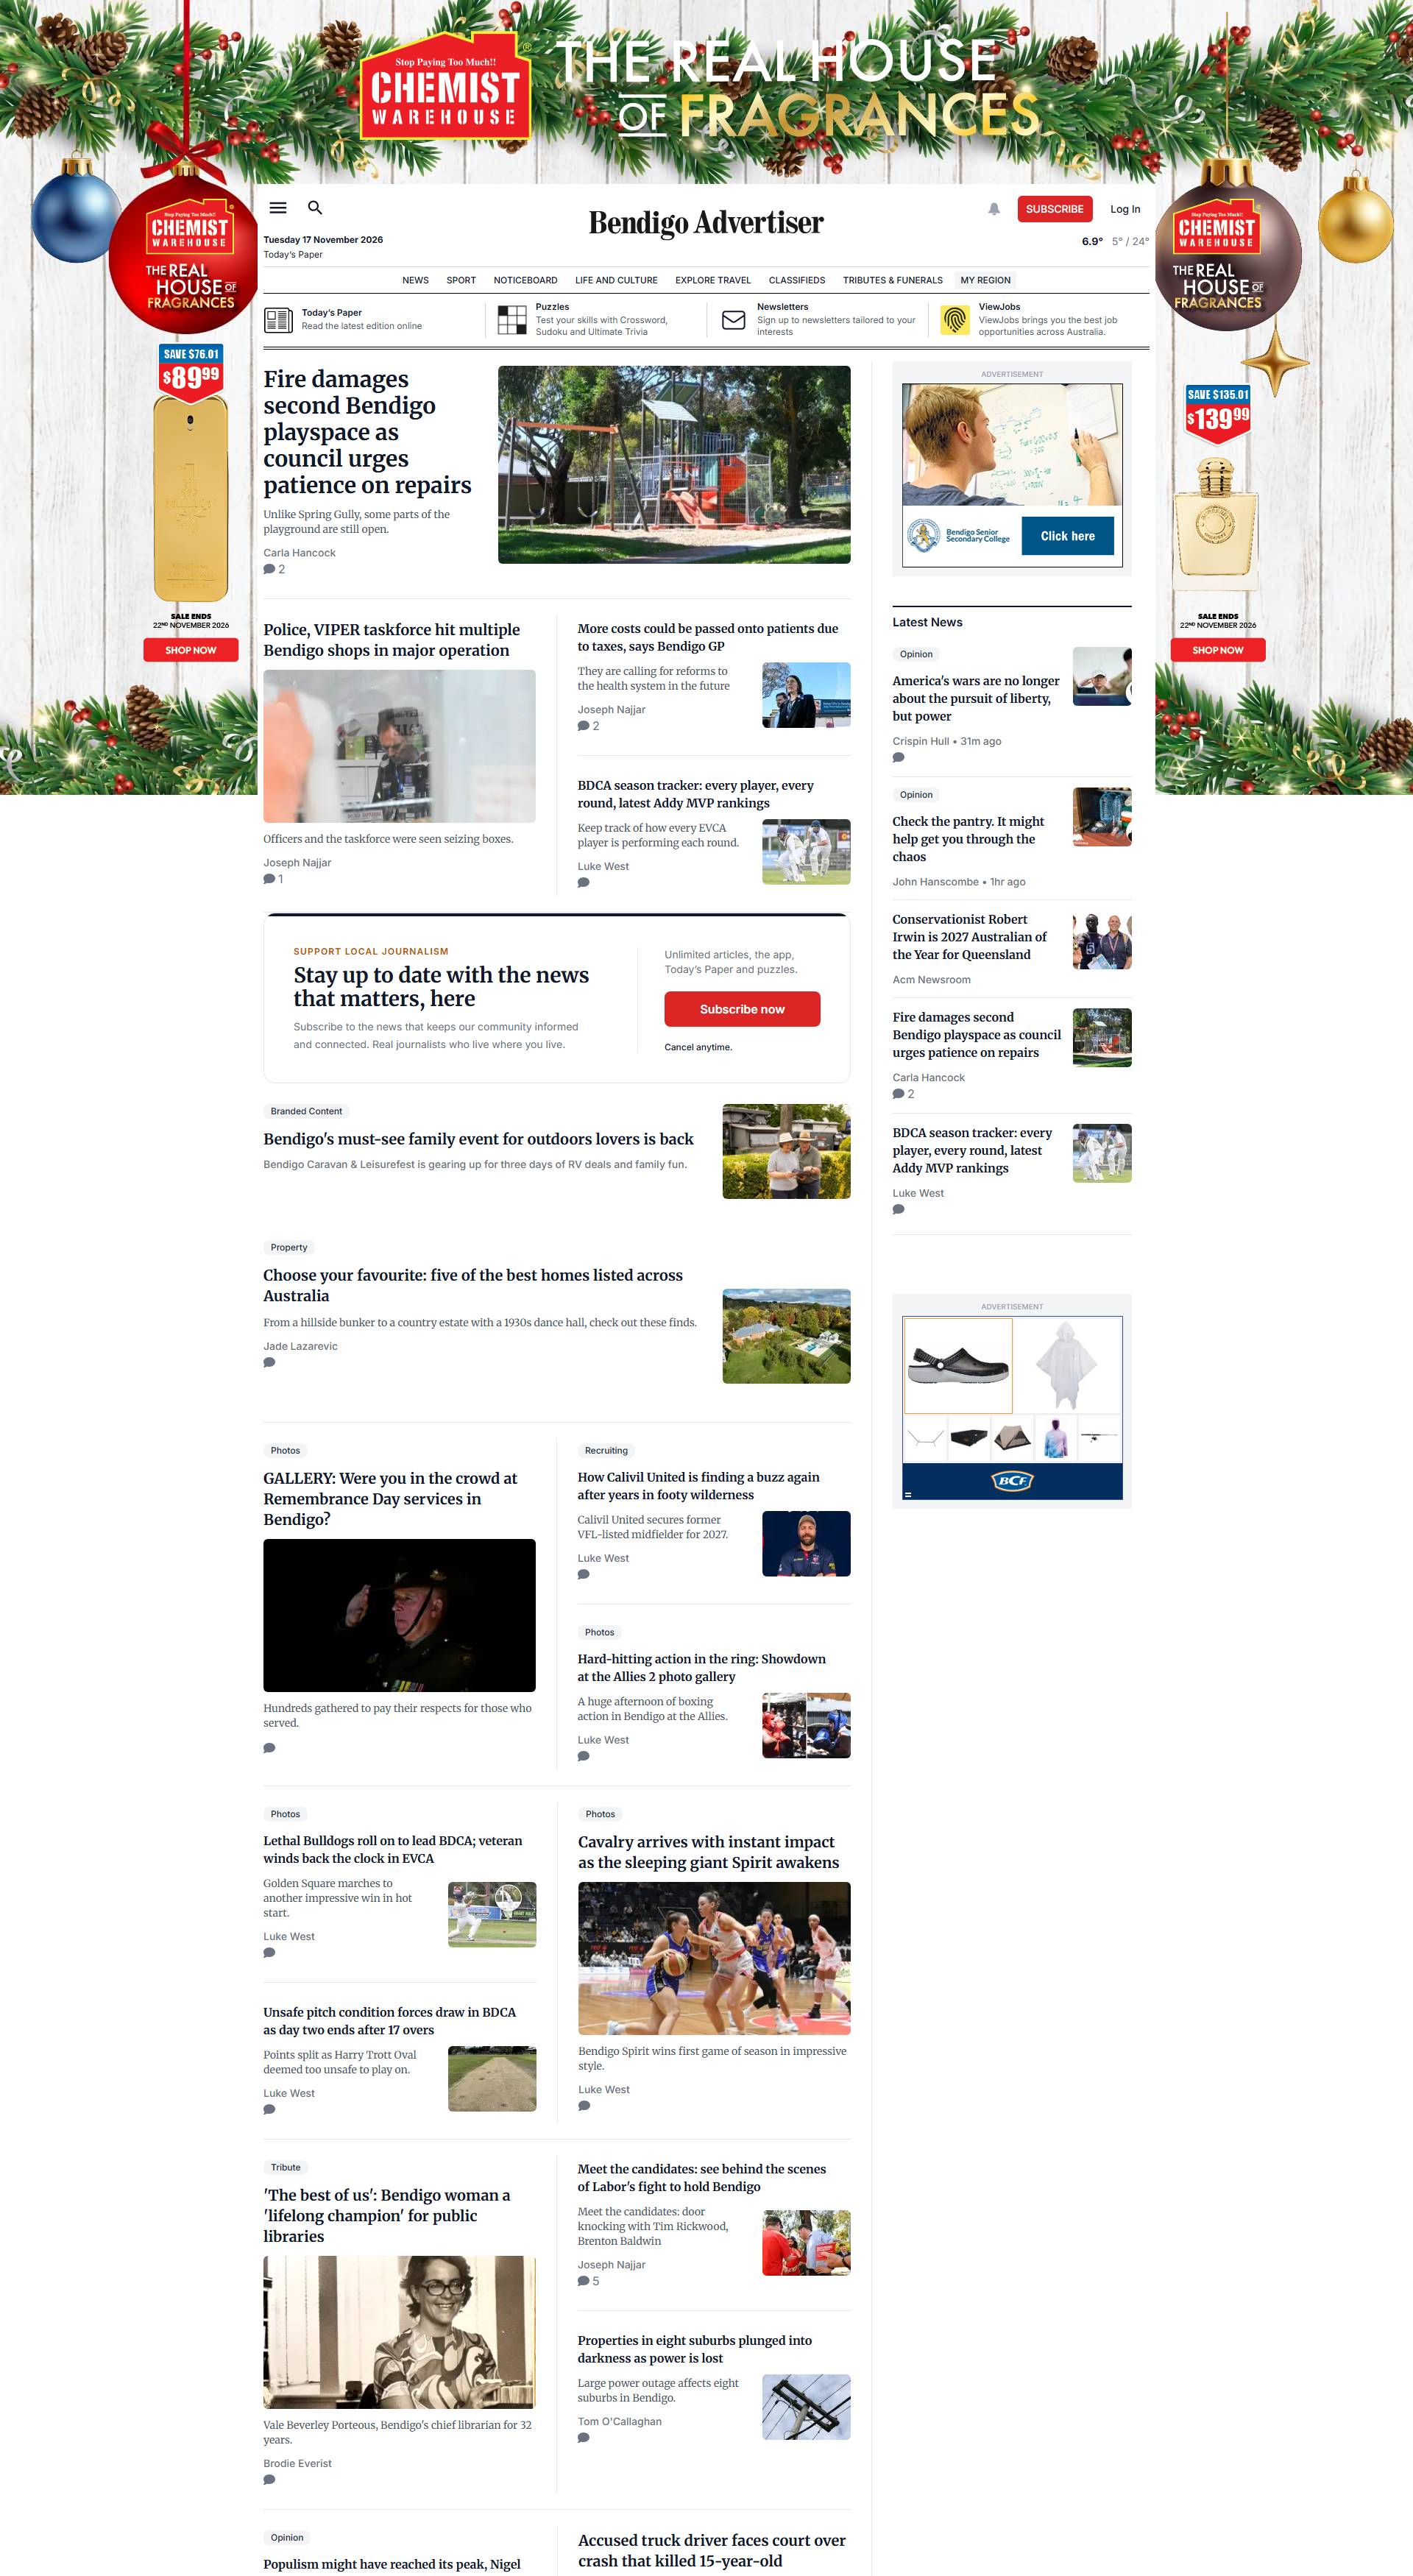 Stop Paying Too Much!!
CHEMIST
WAREHOUSE
®
THE REAL HOUSE
OF FRAGRANCES
Stop Paying Too Much!!
CHEMIST
WAREHOUSE
THE REAL
HOUSE OF
FRAGRANCES
SAVE $76.01
$89.99
SALE ENDS
22ND NOVEMBER 2026
SHOP NOW
Stop Paying Too Much!!
CHEMIST
WAREHOUSE
THE REAL
HOUSE OF
FRAGRANCES
SAVE $135.01
$139.99
SALE ENDS
22ND NOVEMBER 2026
SHOP NOW
Bendigo Advertiser
SUBSCRIBE
Log In
Tuesday 17 November 2026
Today's Paper
6.9° 5° / 24°
NEWS SPORT NOTICEBOARD LIFE AND CULTURE EXPLORE TRAVEL CLASSIFIEDS TRIBUTES & FUNERALS MY REGION
Today's Paper
Read the latest edition online
Puzzles
Test your skills with Crossword,
Sudoku and Ultimate Trivia
Newsletters
Sign up to newsletters tailored to your
interests
ViewJobs
ViewJobs brings you the best job
opportunities across Australia.
Fire damages
second Bendigo
playspace as
council urges
patience on repairs
Unlike Spring Gully, some parts of the
playground are still open.
Carla Hancock
2
Police, VIPER taskforce hit multiple
Bendigo shops in major operation
Officers and the taskforce were seen seizing boxes.
Joseph Najjar
1
More costs could be passed onto patients due
to taxes, says Bendigo GP
They are calling for reforms to
the health system in the future
Joseph Najjar
2
BDCA season tracker: every player, every
round, latest Addy MVP rankings
Keep track of how every EVCA
player is performing each round.
Luke West
SUPPORT LOCAL JOURNALISM
Stay up to date with the news
that matters, here
Subscribe to the news that keeps our community informed
and connected. Real journalists who live where you live.
Unlimited articles, the app,
Today's Paper and puzzles.
Subscribe now
Cancel anytime.
Branded Content
Bendigo's must-see family event for outdoors lovers is back
Bendigo Caravan & Leisurefest is gearing up for three days of RV deals and family fun.
Property
Choose your favourite: five of the best homes listed across
Australia
From a hillside bunker to a country estate with a 1930s dance hall, check out these finds.
Jade Lazarevic
Photos
GALLERY: Were you in the crowd at
Remembrance Day services in
Bendigo?
Hundreds gathered to pay their respects for those who
served.
Recruiting
How Calivil United is finding a buzz again
after years in footy wilderness
Calivil United secures former
VFL-listed midfielder for 2027.
Luke West
Photos
Hard-hitting action in the ring: Showdown
at the Allies 2 photo gallery
A huge afternoon of boxing
action in Bendigo at the Allies.
Luke West
Photos
Lethal Bulldogs roll on to lead BDCA; veteran
winds back the clock in EVCA
Golden Square marches to
another impressive win in hot
start.
Luke West
Unsafe pitch condition forces draw in BDCA
as day two ends after 17 overs
Points split as Harry Trott Oval
deemed too unsafe to play on.
Luke West
Photos
Cavalry arrives with instant impact
as the sleeping giant Spirit awakens
Bendigo Spirit wins first game of season in impressive
style.
Luke West
Tribute
'The best of us': Bendigo woman a
'lifelong champion' for public
libraries
Vale Beverley Porteous, Bendigo's chief librarian for 32
years.
Brodie Everist
Meet the candidates: see behind the scenes
of Labor's fight to hold Bendigo
Meet the candidates: door
knocking with Tim Rickwood,
Brenton Baldwin
Joseph Najjar
5
Properties in eight suburbs plunged into
darkness as power is lost
Large power outage affects eight
suburbs in Bendigo.
Tom O'Callaghan
Opinion
Populism might have reached its peak, Nigel
Accused truck driver faces court over
crash that killed 15-year-old
ADVERTISEMENT
Bendigo Senior
Secondary College
Click here
Latest News
Opinion
America's wars are no longer
about the pursuit of liberty,
but power
Crispin Hull • 31m ago
Opinion
Check the pantry. It might
help get you through the
chaos
John Hanscombe • 1hr ago
Conservationist Robert
Irwin is 2027 Australian of
the Year for Queensland
Acm Newsroom
Fire damages second
Bendigo playspace as council
urges patience on repairs
Carla Hancock
2
BDCA season tracker: every
player, every round, latest
Addy MVP rankings
Luke West
ADVERTISEMENT
BCF